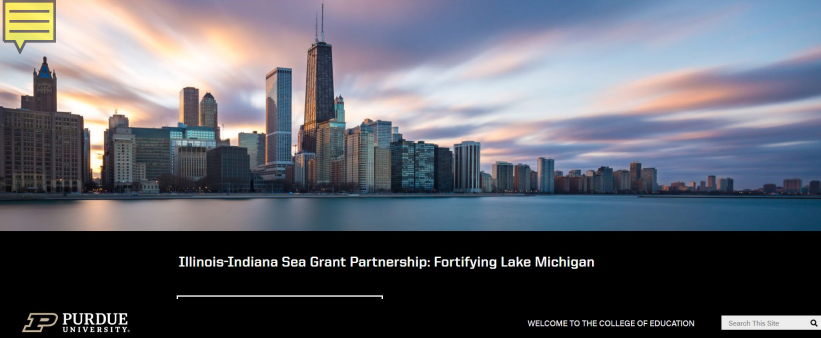 Illinois-Indiana Sea Grant Partnership: Fortifying Lake Michigan
PURDUE
UNIVERSITY®
WELCOME TO THE COLLEGE OF EDUCATION
Search This Site